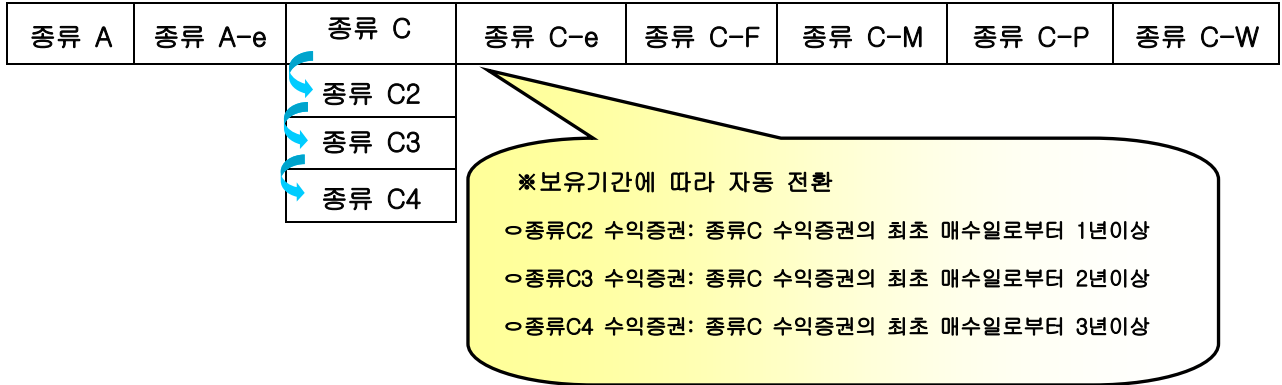 종류 A 종류 A-e 종류 C 종류 C-e 종류 C-F 종류 C-M 종류 C-P 종류 C-W
종류 C2
종류 C3
종류 C4
※보유기간에 따라 자동 전환
ㅇ종류C2 수익증권: 종류C 수익증권의 최초 매수일로부터 1년이상
ㅇ종류C3 수익증권: 종류C 수익증권의 최초 매수일로부터 2년이상
ㅇ종류C4 수익증권: 종류C 수익증권의 최초 매수일로부터 3년이상